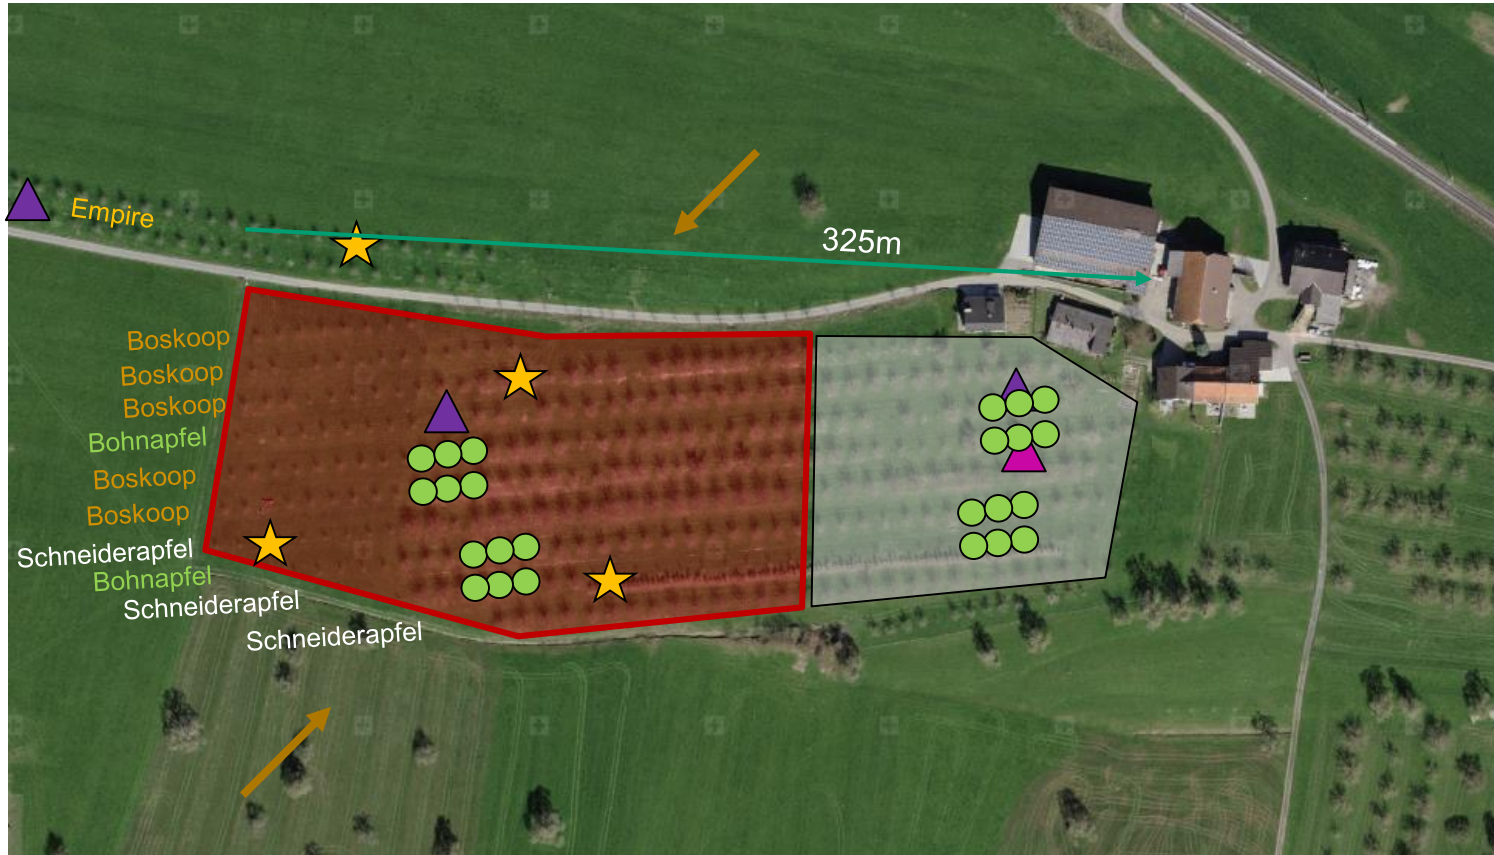 Empire
325m
Boskoop
Boskoop
Boskoop
Bohnapfel
Boskoop
Boskoop
Schneiderapfel
Bohnapfel
Schneiderapfel
Schneiderapfel